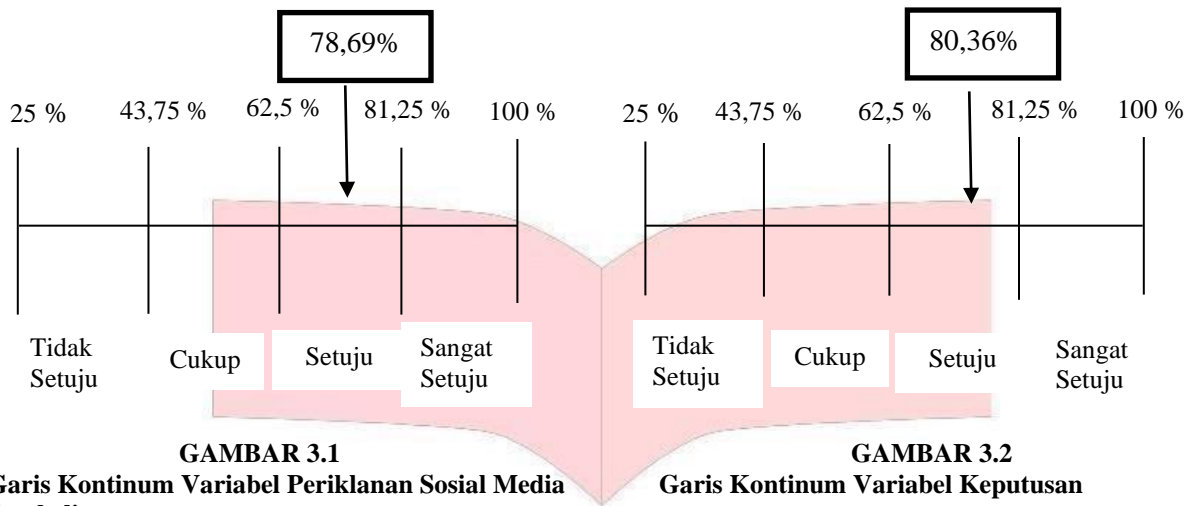 78,69%
25 % 43,75 % 62,5 % 81,25 % 100 %
Tidak Setuju
Cukup
Setuju
Sangat Setuju
GAMBAR 3.1
Garis Kontinum Variabel Periklanan Sosial Media
80,36%
25 % 43,75 % 62,5 % 81,25 % 100 %
Tidak Setuju
Cukup
Setuju
Sangat Setuju
GAMBAR 3.2
Garis Kontinum Variabel Keputusan